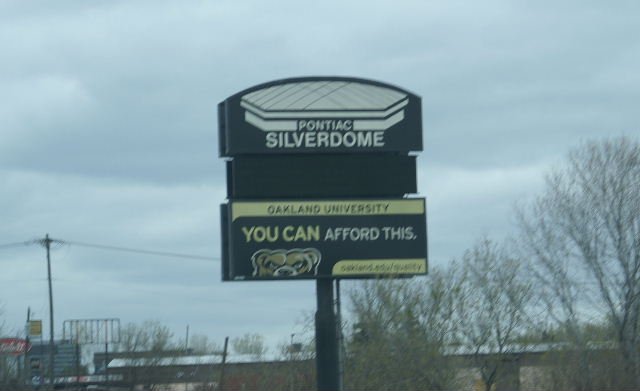 PONTIAC
SILVERDOME
OAKLAND UNIVERSITY
YOU CAN AFFORD THIS.
oakland.edu/quality